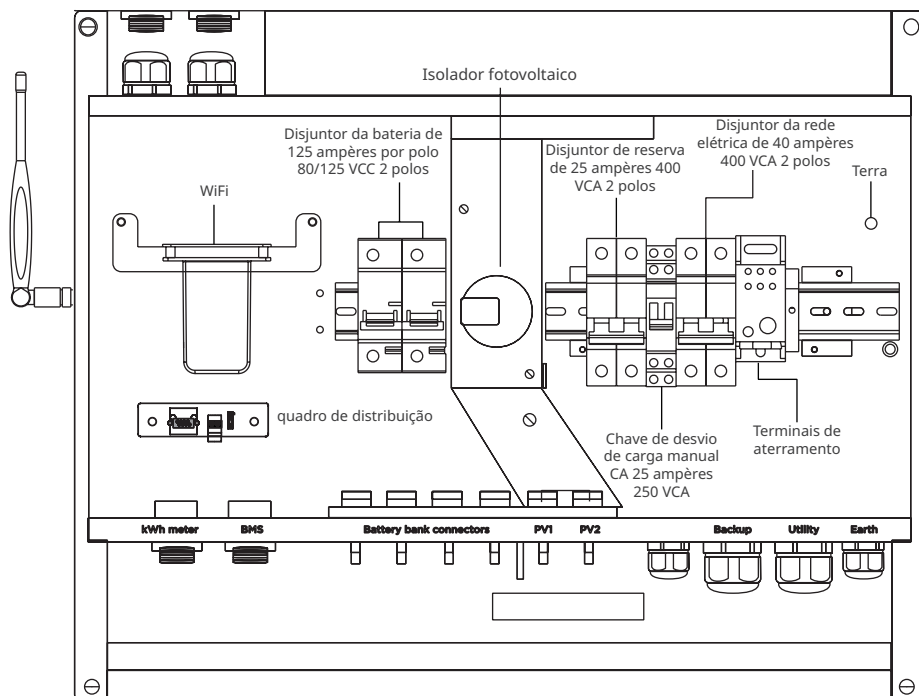 Isolador fotovoltaico
Disjuntor da bateria de
125 ampères por polo
80/125 VCC 2 polos
Disjuntor de reserva
de 25 ampères 400
VCA 2 polos
Disjuntor da rede
elétrica de 40 ampères
400 VCA 2 polos
Terra
WiFi
quadro de distribuição
Chave de desvio
de carga manual
CA 25 ampères
250 VCA
Terminais de
aterramento
kWh meter BMS Battery bank connectors PV1 PV2 Backup Utility Earth